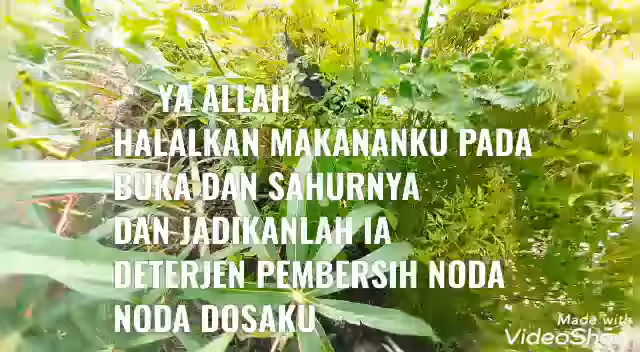 YA ALLAH
HALALKAN MAKANANKU PADA
BUKA DAN SAHURNYA
DAN JADIKANLAH IA
DETERJEN PEMBERSIH NODA
NODA DOSAKU
Made with
VideoShow